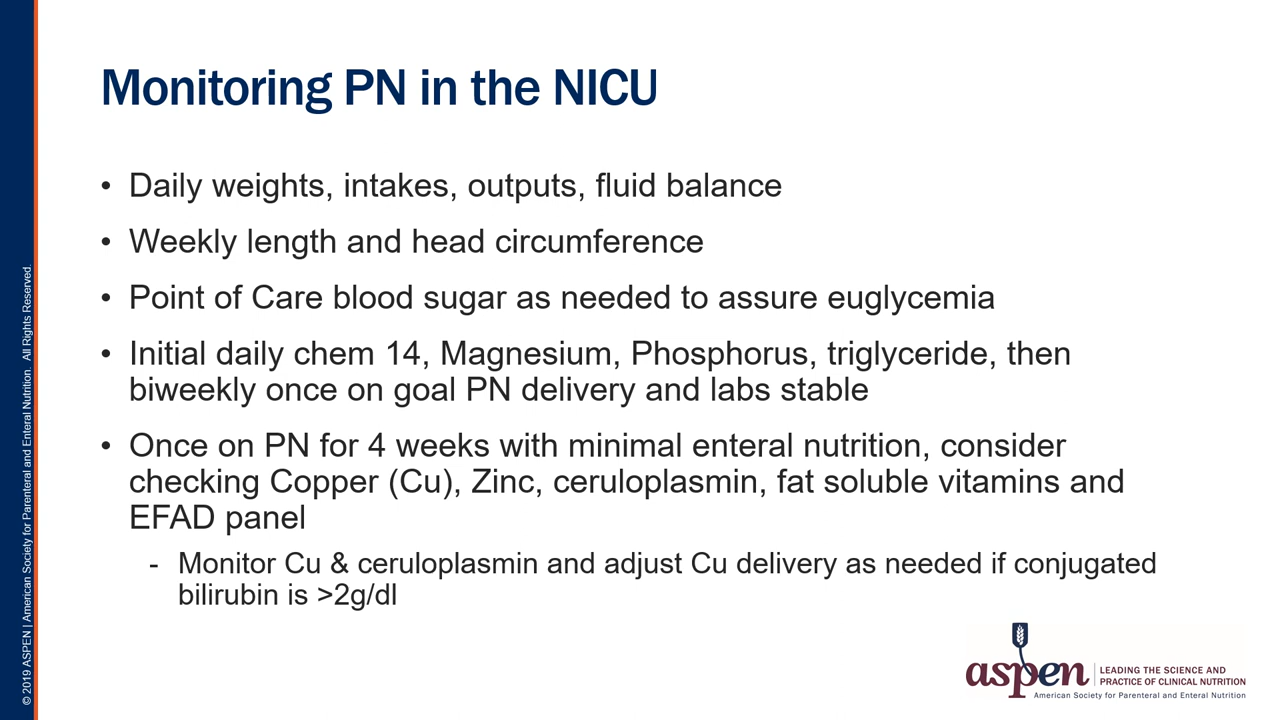 Monitoring PN in the NICU
• Daily weights, intakes, outputs, fluid balance
• Weekly length and head circumference
• Point of Care blood sugar as needed to assure euglycemia
• Initial daily chem 14, Magnesium, Phosphorus, triglyceride, then
biweekly once on goal PN delivery and labs stable
• Once on PN for 4 weeks with minimal enteral nutrition, consider
checking Copper (Cu), Zinc, ceruloplasmin, fat soluble vitamins and
EFAD panel
- Monitor Cu & ceruloplasmin and adjust Cu delivery as needed if conjugated
bilirubin is >2g/dl
© 2019 ASPEN | American Society for Parenteral and Enteral Nutrition. All Rights Reserved.
aspen
LEADING THE SCIENCE AND
PRACTICE OF CLINICAL NUTRITION
American Society for Parenteral and Enteral Nutrition